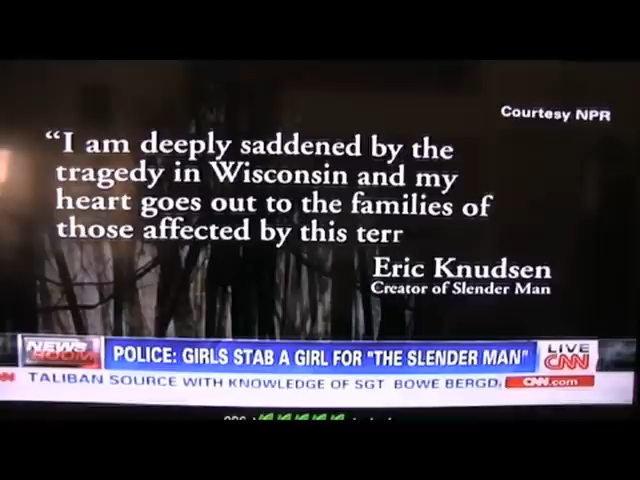 Courtesy NPR
“I am deeply saddened by the
tragedy in Wisconsin and my
heart goes out to the families of
those affected by this terr
Eric Knudsen
Creator of Slender Man
NEWS
ROOM
POLICE: GIRLS STAB A GIRL FOR "THE SLENDER MAN"
LIVE
CNN
TALIBAN SOURCE WITH KNOWLEDGE OF SGT BOWE BERGD
CNN.com